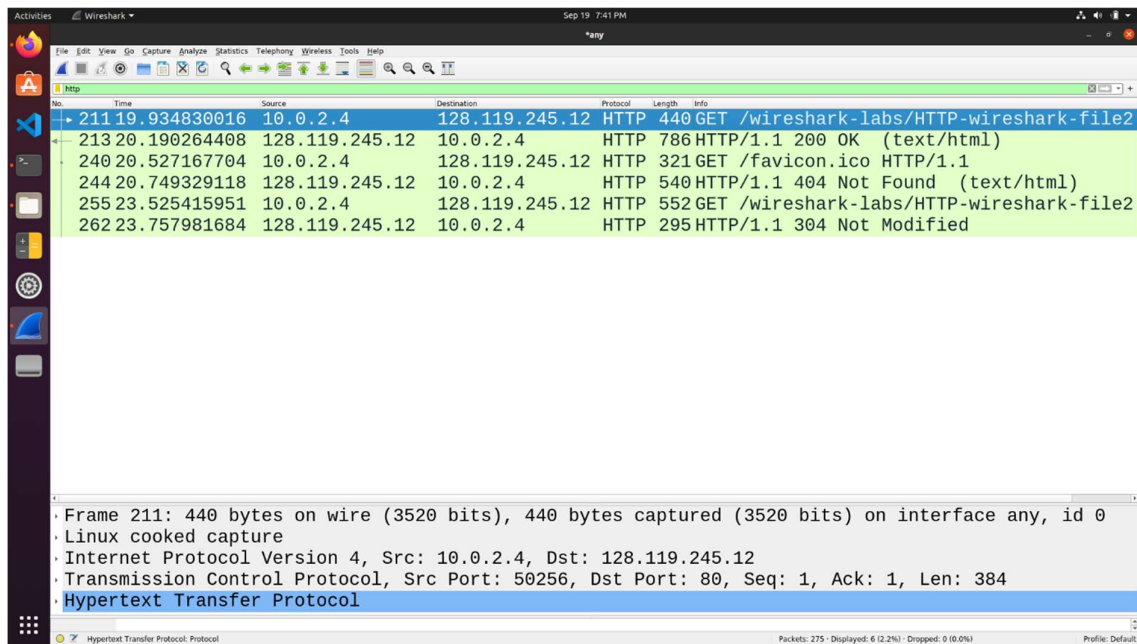 Activities Wireshark Sep 19 7:41 PM
*any
File Edit View Go Capture Analyze Statistics Telephony Wireless Tools Help
http
No. Time Source Destination Protocol Length Info
211 19.934830016 10.0.2.4 128.119.245.12 HTTP 440 GET /wireshark-labs/HTTP-wireshark-file2
213 20.190264408 128.119.245.12 10.0.2.4 HTTP 786 HTTP/1.1 200 OK (text/html)
240 20.527167704 10.0.2.4 128.119.245.12 HTTP 321 GET /favicon.ico HTTP/1.1
244 20.749329118 128.119.245.12 10.0.2.4 HTTP 540 HTTP/1.1 404 Not Found (text/html)
255 23.525415951 10.0.2.4 128.119.245.12 HTTP 552 GET /wireshark-labs/HTTP-wireshark-file2
262 23.757981684 128.119.245.12 10.0.2.4 HTTP 295 HTTP/1.1 304 Not Modified
Frame 211: 440 bytes on wire (3520 bits), 440 bytes captured (3520 bits) on interface any, id 0
Linux cooked capture
Internet Protocol Version 4, Src: 10.0.2.4, Dst: 128.119.245.12
Transmission Control Protocol, Src Port: 50256, Dst Port: 80, Seq: 1, Ack: 1, Len: 384
Hypertext Transfer Protocol
Hypertext Transfer Protocol: Protocol Packets: 275 · Displayed: 6 (2.2%) · Dropped: 0 (0.0%) Profile: Default